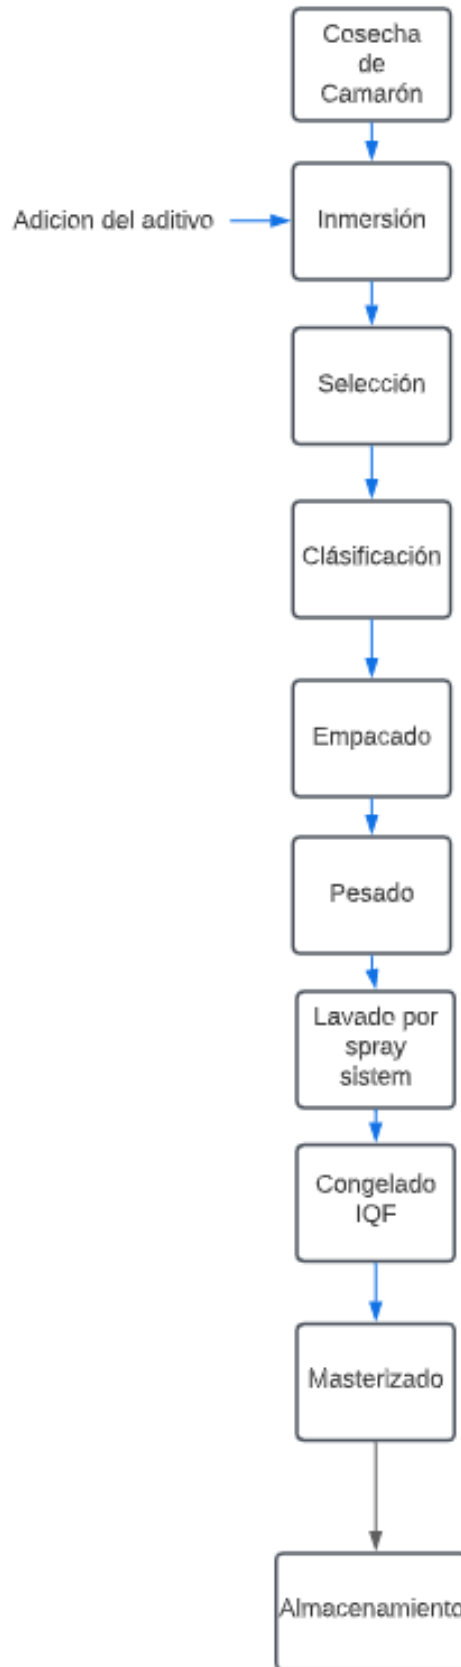 Cosecha
de
Camarón
Adicion del aditivo
Inmersión
Selección
Clásificación
Empacado
Pesado
Lavado por
spray
sistem
Congelado
IQF
Masterizado
Almacenamiento